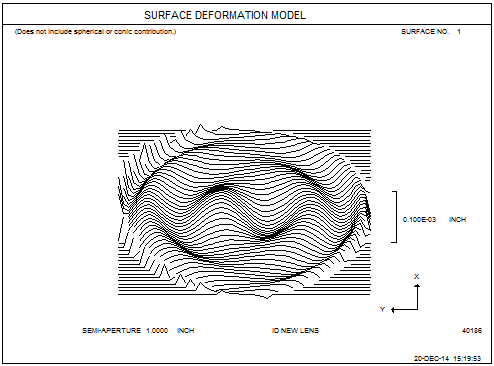 SURFACE DEFORMATION MODEL
(Does not include spherical or conic contribution.) SURFACE NO. 1
0.100E-03 INCH
X
Y
SEMI-APERTURE 1.0000 INCH ID NEW LENS 40186
20-DEC-14 15:19:53